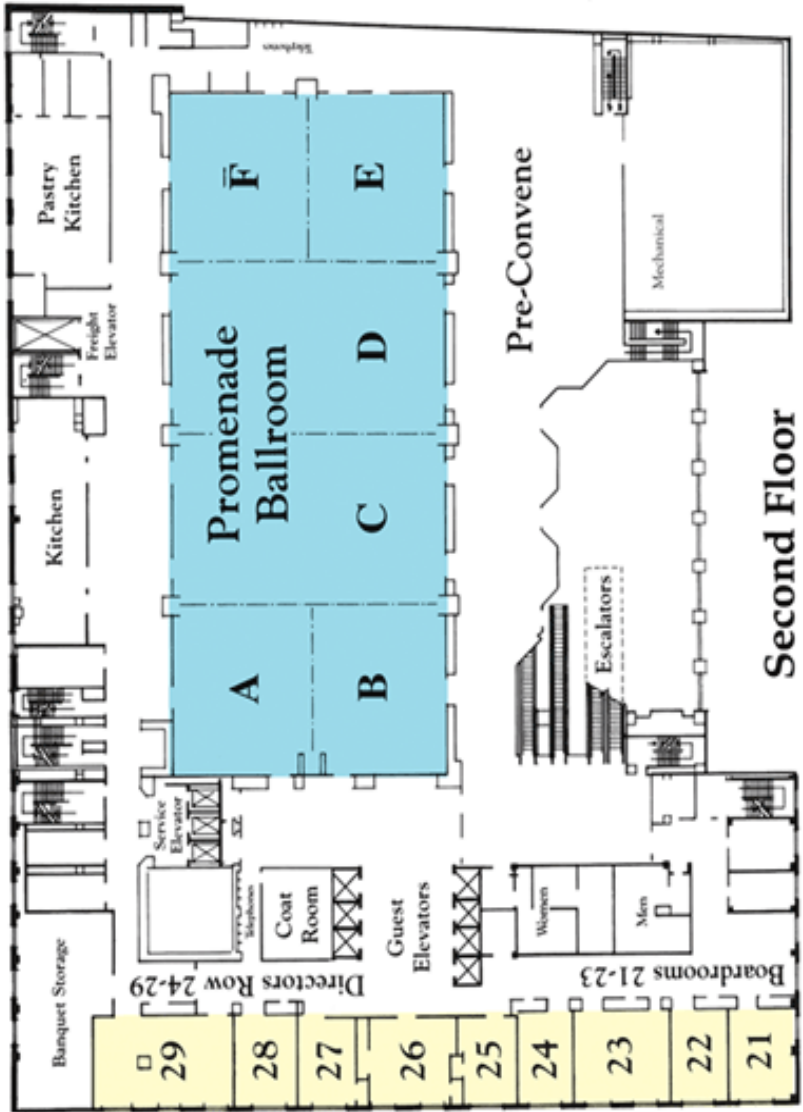 Telephones
Pastry
Kitchen
Freight
Elevator
Kitchen
Promenade
Ballroom
A
B
C
D
E
F
Pre-Convene
Mechanical
Escalators
Second Floor
Service
Elevator
Telephones
Coat
Room
Guest
Elevators
Women
Men
Banquet Storage
Directors Row 24-29
Boardrooms 21-23
29
28
27
26
25
24
23
22
21